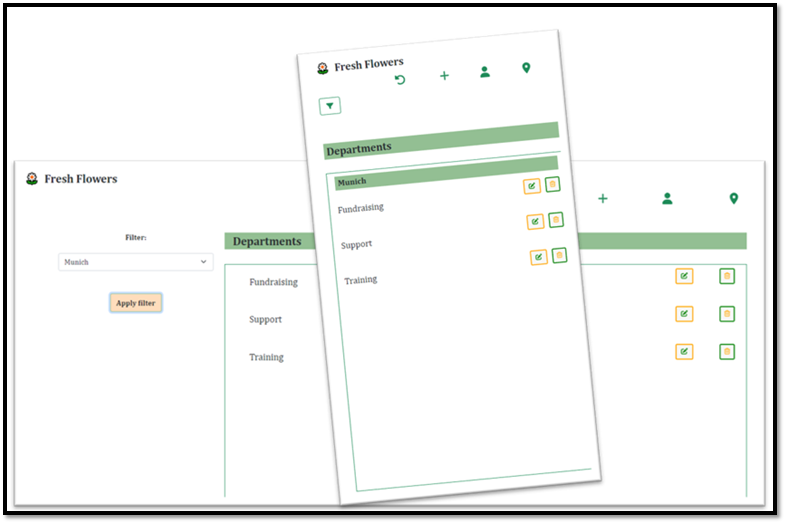 Fresh Flowers
Departments
Munich
Fundraising
Support
Training
Fresh Flowers
Filter:
Munich
Apply filter
Departments
Fundraising
Support
Training